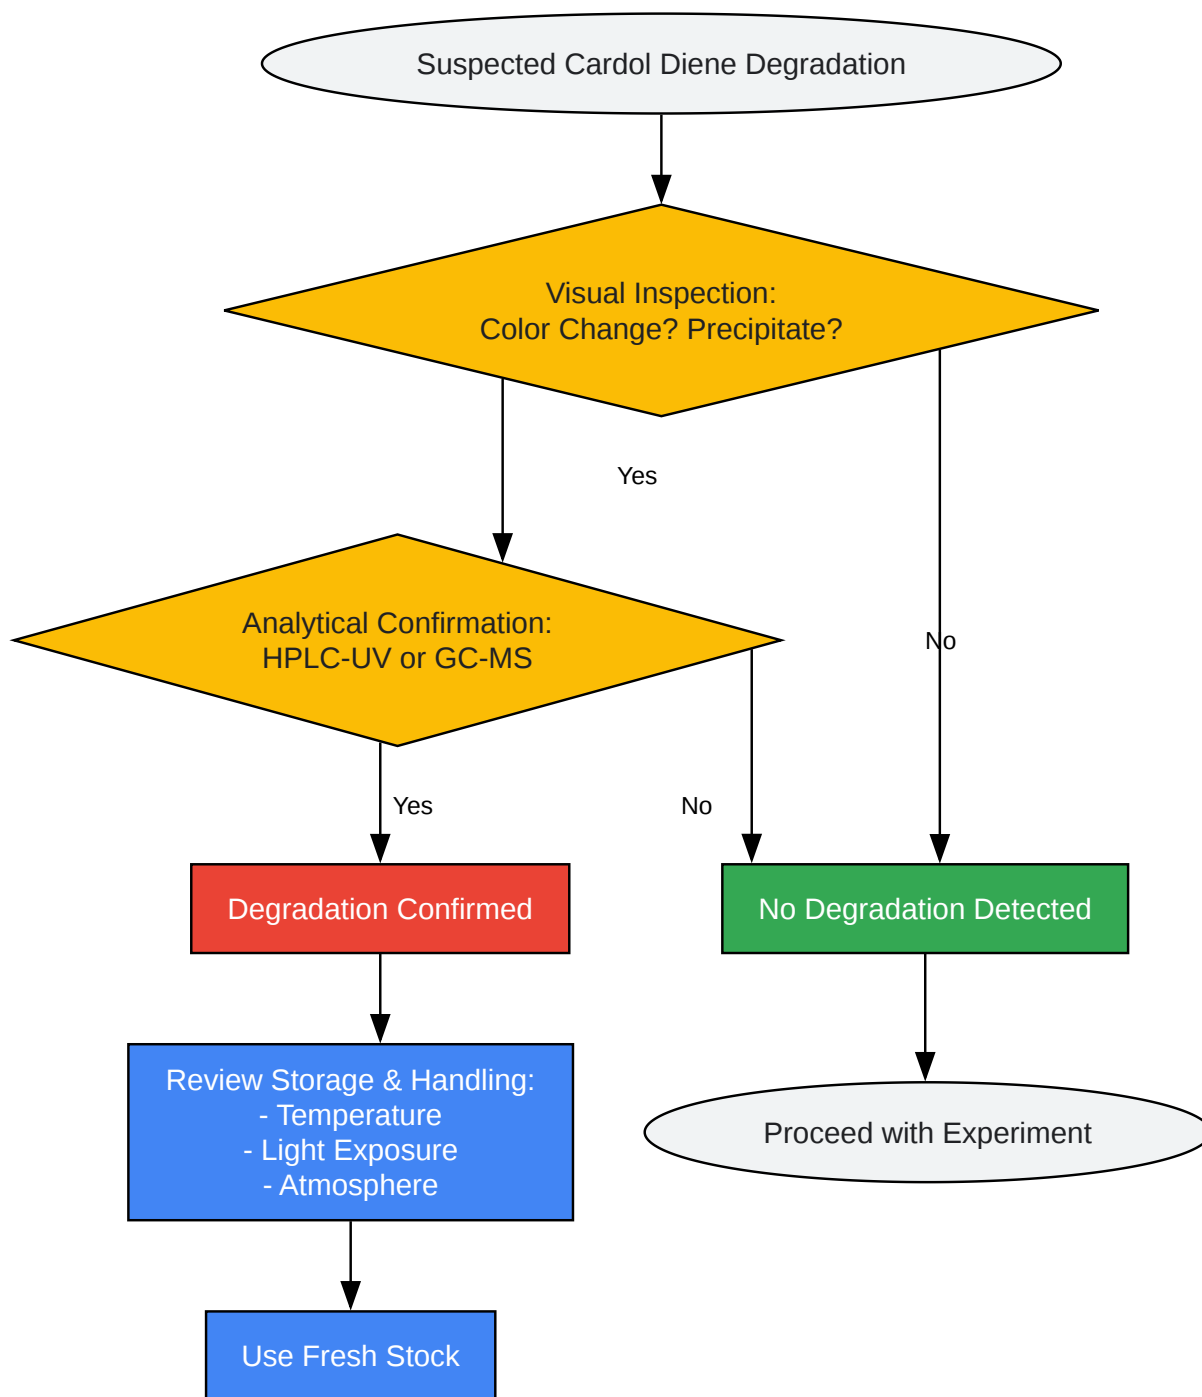 Suspected Cardol Diene Degradation
Visual Inspection:
Color Change? Precipitate?
Yes
Analytical Confirmation:
HPLC-UV or GC-MS
No
Yes
No
Degradation Confirmed
No Degradation Detected
Review Storage & Handling:
- Temperature
- Light Exposure
- Atmosphere
Proceed with Experiment
Use Fresh Stock